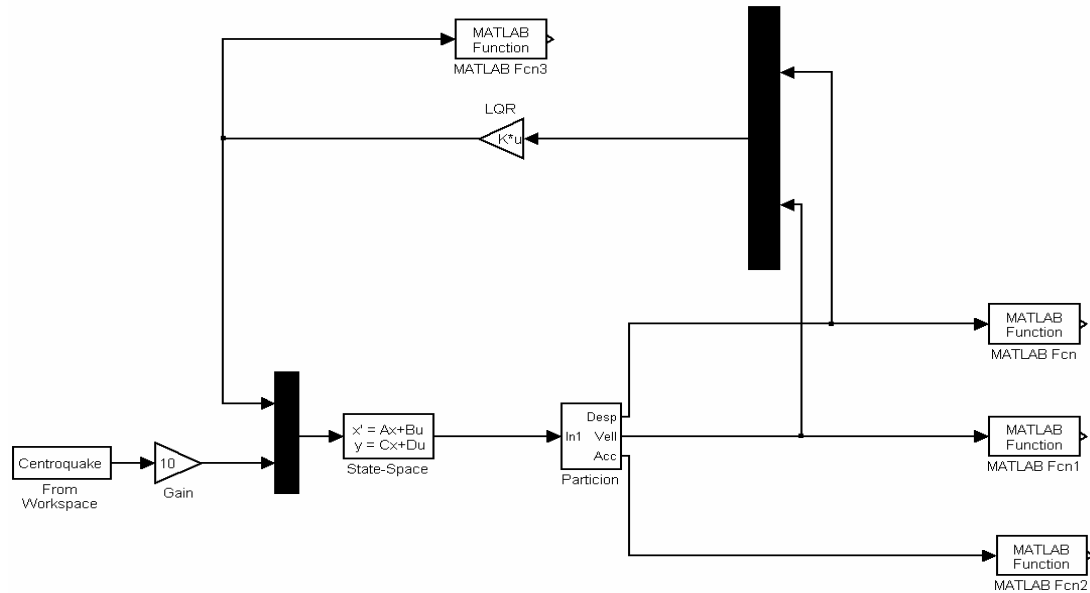 MATLAB
Function
MATLAB Fcn3
LQR
K*u
MATLAB
Function
MATLAB Fcn
Centroquake
From
Workspace
10
Gain
x' = Ax+Bu
y = Cx+Du
State-Space
In1
Desp
Vell
Acc
Particion
MATLAB
Function
MATLAB Fcn1
MATLAB
Function
MATLAB Fcn2